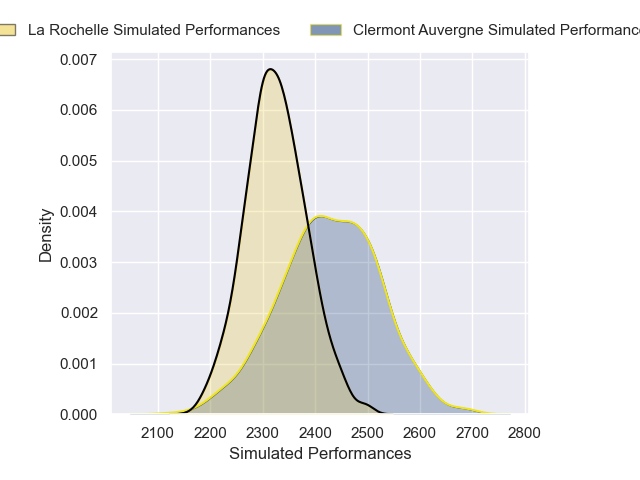 La Rochelle Simulated Performances
Clermont Auvergne Simulated
0.007
0.006
0.005
0.004
0.003
0.002
0.001
0.000
Density
2100 2200 2300 2400 2500 2600 2700 2800
Simulated Performances